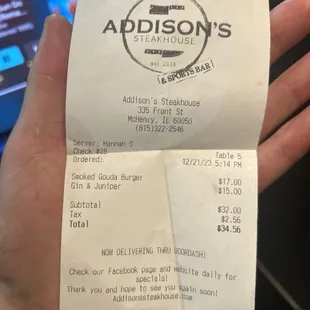 ADDISON'S
STEAKHOUSE
est 2018
& SPORTS BAR
Addison's Steakhouse
335 Front St
McHenry, IL 60050
(815)322-2546
Server: Hannah S
Check #28 Table 5
Ordered: 12/21/23 5:14 PM
Smoked Gouda Burger $17.00
Gin & Juniper $15.00
Subtotal $32.00
Tax $2.56
Total $34.56
NOW DELIVERING THRU DOORDASH!
Check our Facebook page and website daily for
specials!
Thank you and hope to see you again soon!
Addisonssteakhouse.com